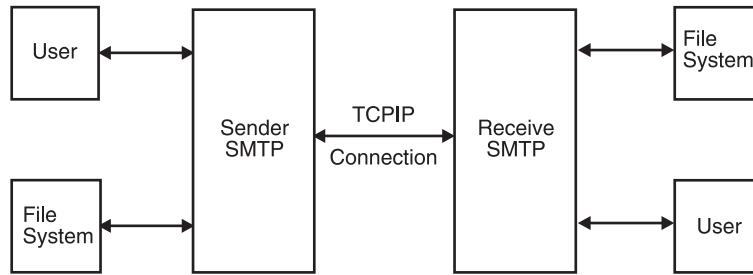 User
File
System
Sender
SMTP
TCPIP
Connection
Receive
SMTP
File
System
User